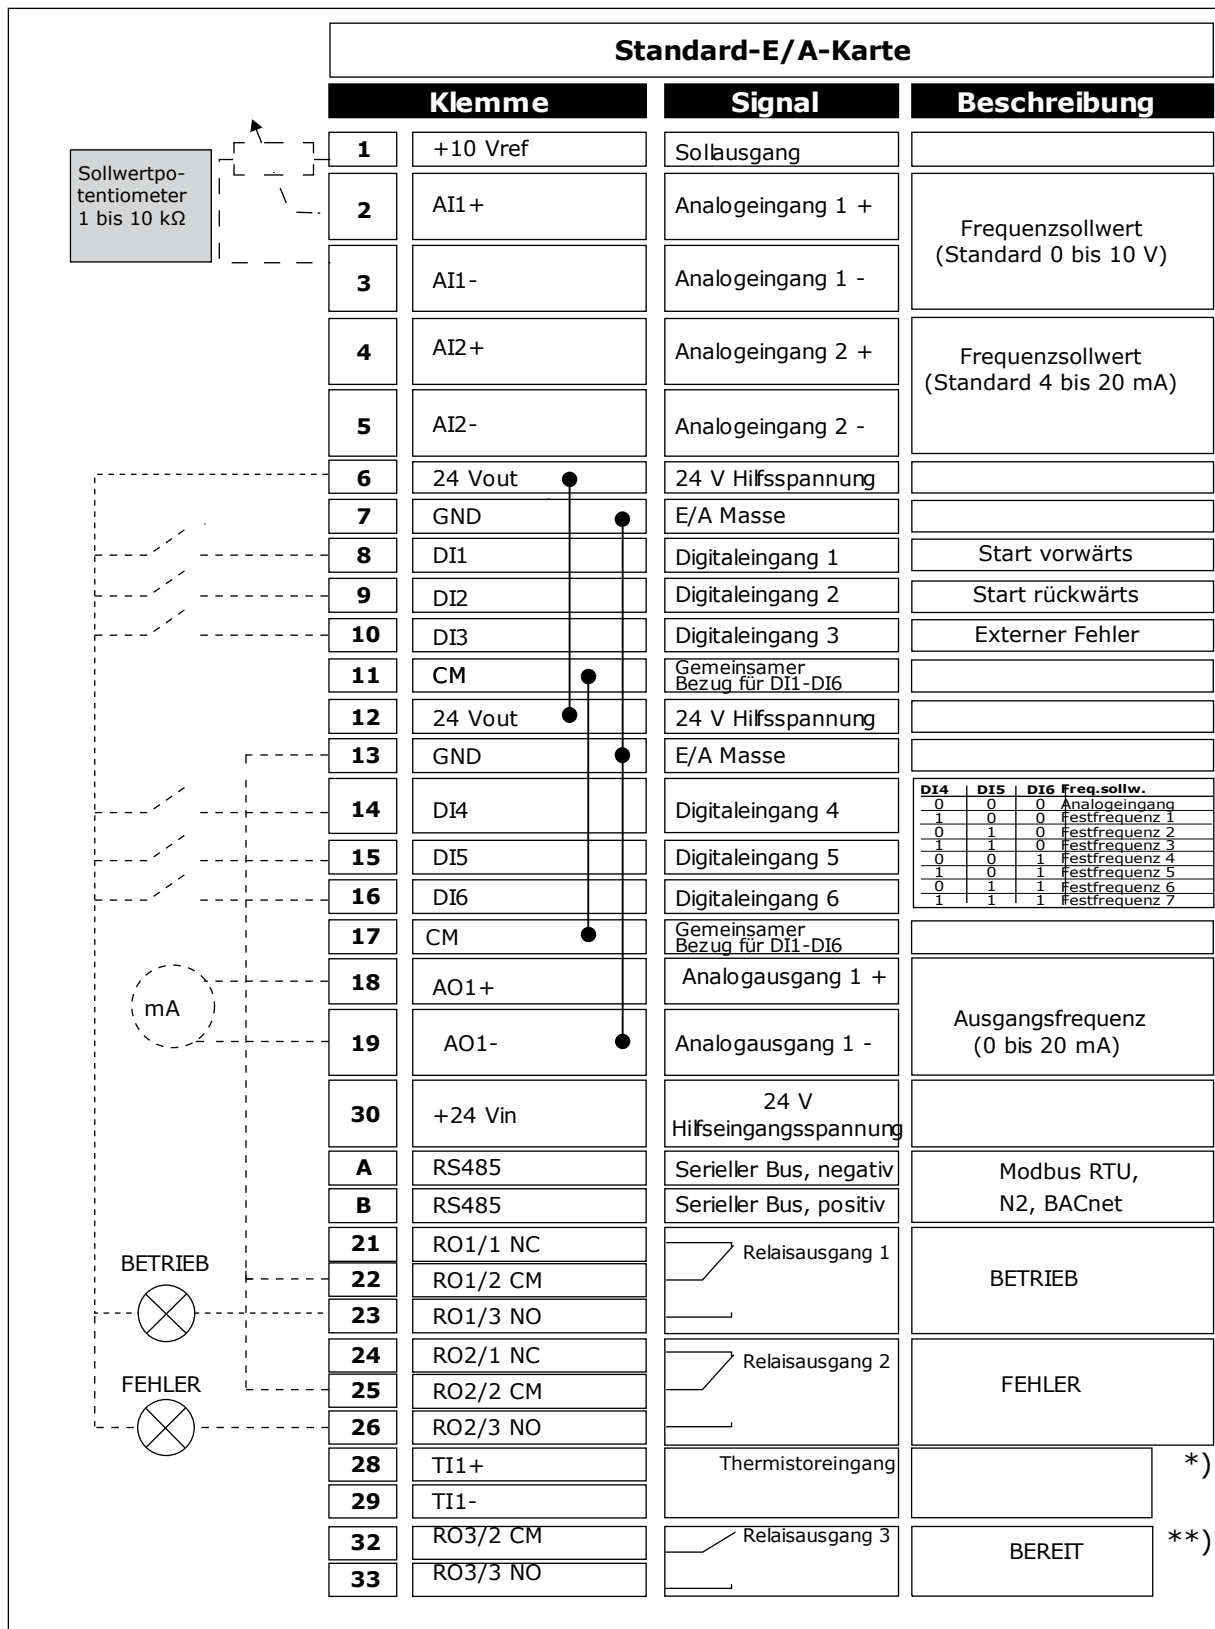 Standard-E/A-Karte
Klemme Signal Beschreibung
Sollwertpo-
tentiometer
1 bis 10 kΩ
1 +10 Vref Sollausgang
2 AI1+ Analogeingang 1 +
3 AI1- Analogeingang 1 -
Frequenzsollwert
(Standard 0 bis 10 V)
4 AI2+ Analogeingang 2 +
5 AI2- Analogeingang 2 -
Frequenzsollwert
(Standard 4 bis 20 mA)
6 24 Vout 24 V Hilfsspannung
7 GND E/A Masse
8 DI1 Digitaleingang 1 Start vorwärts
9 DI2 Digitaleingang 2 Start rückwärts
10 DI3 Digitaleingang 3 Externer Fehler
11 CM Gemeinsamer
Bezug für DI1-DI6
12 24 Vout 24 V Hilfsspannung
13 GND E/A Masse
14 DI4 Digitaleingang 4
15 DI5 Digitaleingang 5
16 DI6 Digitaleingang 6
DI4 DI5 DI6 Freq.sollw.
0 0 0 Analogeingang
1 0 0 Festfrequenz 1
0 1 0 Festfrequenz 2
1 1 0 Festfrequenz 3
0 0 1 Festfrequenz 4
1 0 1 Festfrequenz 5
0 1 1 Festfrequenz 6
1 1 1 Festfrequenz 7
17 CM Gemeinsamer
Bezug für DI1-DI6
mA
18 AO1+ Analogausgang 1 +
19 AO1- Analogausgang 1 -
Ausgangsfrequenz
(0 bis 20 mA)
30 +24 Vin 24 V
Hilfseingangsspannung
A RS485 Serieller Bus, negativ
B RS485 Serieller Bus, positiv
Modbus RTU,
N2, BACnet
BETRIEB
21 RO1/1 NC Relaisausgang 1
22 RO1/2 CM BETRIEB
23 RO1/3 NO
FEHLER
24 RO2/1 NC Relaisausgang 2
25 RO2/2 CM FEHLER
26 RO2/3 NO
28 TI1+ Thermistoreingang *)
29 TI1-
32 RO3/2 CM Relaisausgang 3 BEREIT **)
33 RO3/3 NO